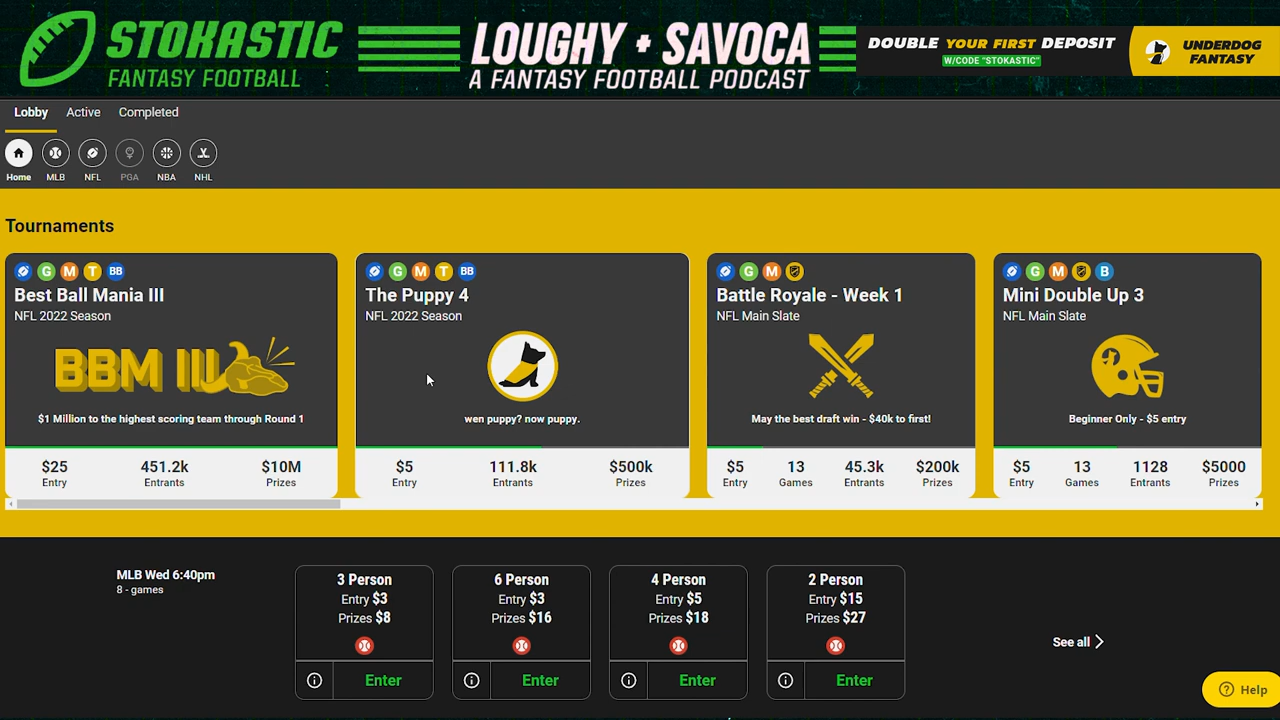 STOKASTIC
FANTASY FOOTBALL
LOUGHY + SAVOCA
A FANTASY FOOTBALL PODCAST
DOUBLE YOUR FIRST DEPOSIT
W/CODE "STOKASTIC"
UNDERDOG
FANTASY
Lobby Active Completed
Home MLB NFL PGA NBA NHL
Tournaments
G M T BB
Best Ball Mania III
NFL 2022 Season
BBM III
$1 Million to the highest scoring team through Round 1
$25 451.2k $10M
Entry Entrants Prizes
G M T BB
The Puppy 4
NFL 2022 Season
wen puppy? now puppy.
$5 111.8k $500k
Entry Entrants Prizes
G M
Battle Royale - Week 1
NFL Main Slate
May the best draft win - $40k to first!
$5 13 45.3k $200k
Entry Games Entrants Prizes
G M B
Mini Double Up 3
NFL Main Slate
Beginner Only - $5 entry
$5 13 1128 $5000
Entry Games Entrants Prizes
MLB Wed 6:40pm
8 - games
3 Person
Entry $3
Prizes $8
Enter
6 Person
Entry $3
Prizes $16
Enter
4 Person
Entry $5
Prizes $18
Enter
2 Person
Entry $15
Prizes $27
Enter
See all
Help